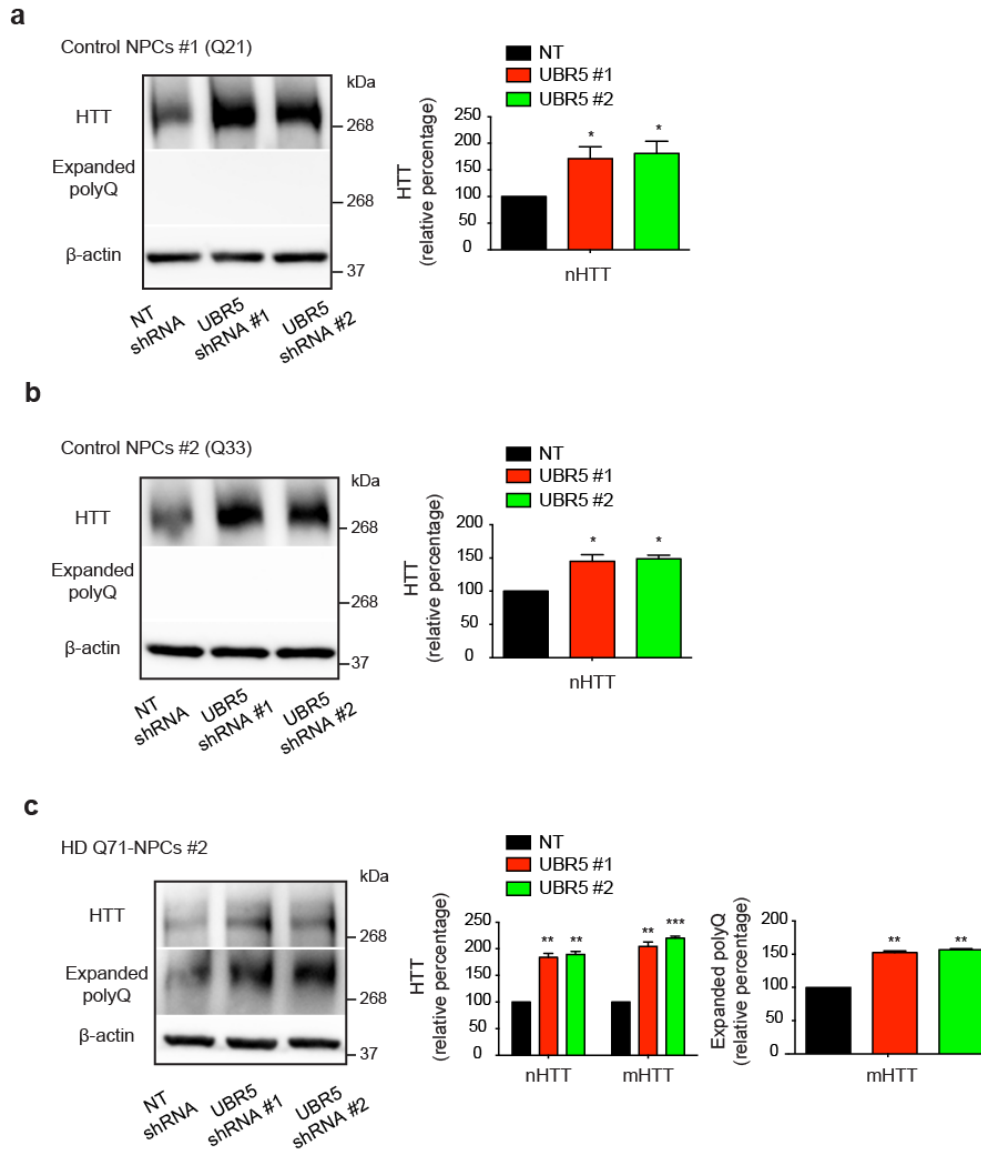 a
Control NPCs #1 (Q21)
kDa
HTT
268
Expanded
polyQ
268
β-actin
37
NT
shRNA
UBR5
shRNA #1
UBR5
shRNA #2
NT
UBR5 #1
UBR5 #2
HTT
(relative percentage)
250
200
150
100
50
0
*
*
nHTT
b
Control NPCs #2 (Q33)
kDa
HTT
268
Expanded
polyQ
268
β-actin
37
NT
shRNA
UBR5
shRNA #1
UBR5
shRNA #2
NT
UBR5 #1
UBR5 #2
HTT
(relative percentage)
200
150
100
50
0
*
*
nHTT
c
HD Q71-NPCs #2
kDa
HTT
268
Expanded
polyQ
268
β-actin
37
NT
shRNA
UBR5
shRNA #1
UBR5
shRNA #2
NT
UBR5 #1
UBR5 #2
HTT
(relative percentage)
250
200
150
100
50
0
**
**
**
***
nHTT
mHTT
Expanded polyQ
(relative percentage)
200
150
100
50
0
**
**
mHTT